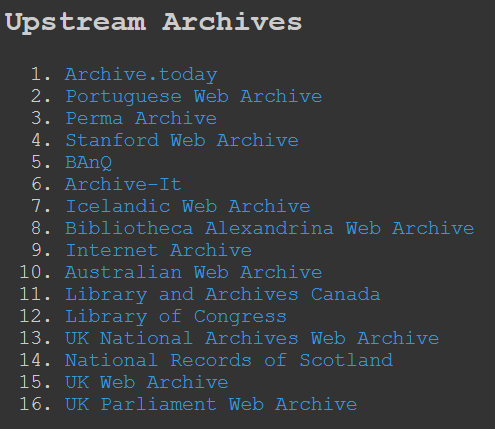 Upstream Archives
1. Archive.today
2. Portuguese Web Archive
3. Perma Archive
4. Stanford Web Archive
5. BAnQ
6. Archive-It
7. Icelandic Web Archive
8. Bibliotheca Alexandrina Web Archive
9. Internet Archive
10. Australian Web Archive
11. Library and Archives Canada
12. Library of Congress
13. UK National Archives Web Archive
14. National Records of Scotland
15. UK Web Archive
16. UK Parliament Web Archive